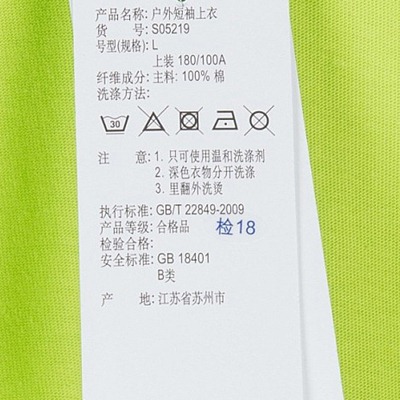 产品名称: 户外短袖上衣
货 号: S05219
号型(规格): L
上装 180/100A
纤维成分: 主料: 100% 棉
洗涤方法:
30
注 意: 1. 只可使用温和洗涤剂
2. 深色衣物分开洗涤
3. 里翻外洗烫
执行标准: GB/T 22849-2009
产品等级: 合格品
检18
检验合格:
安全标准: GB 18401
B类
产 地: 江苏省苏州市